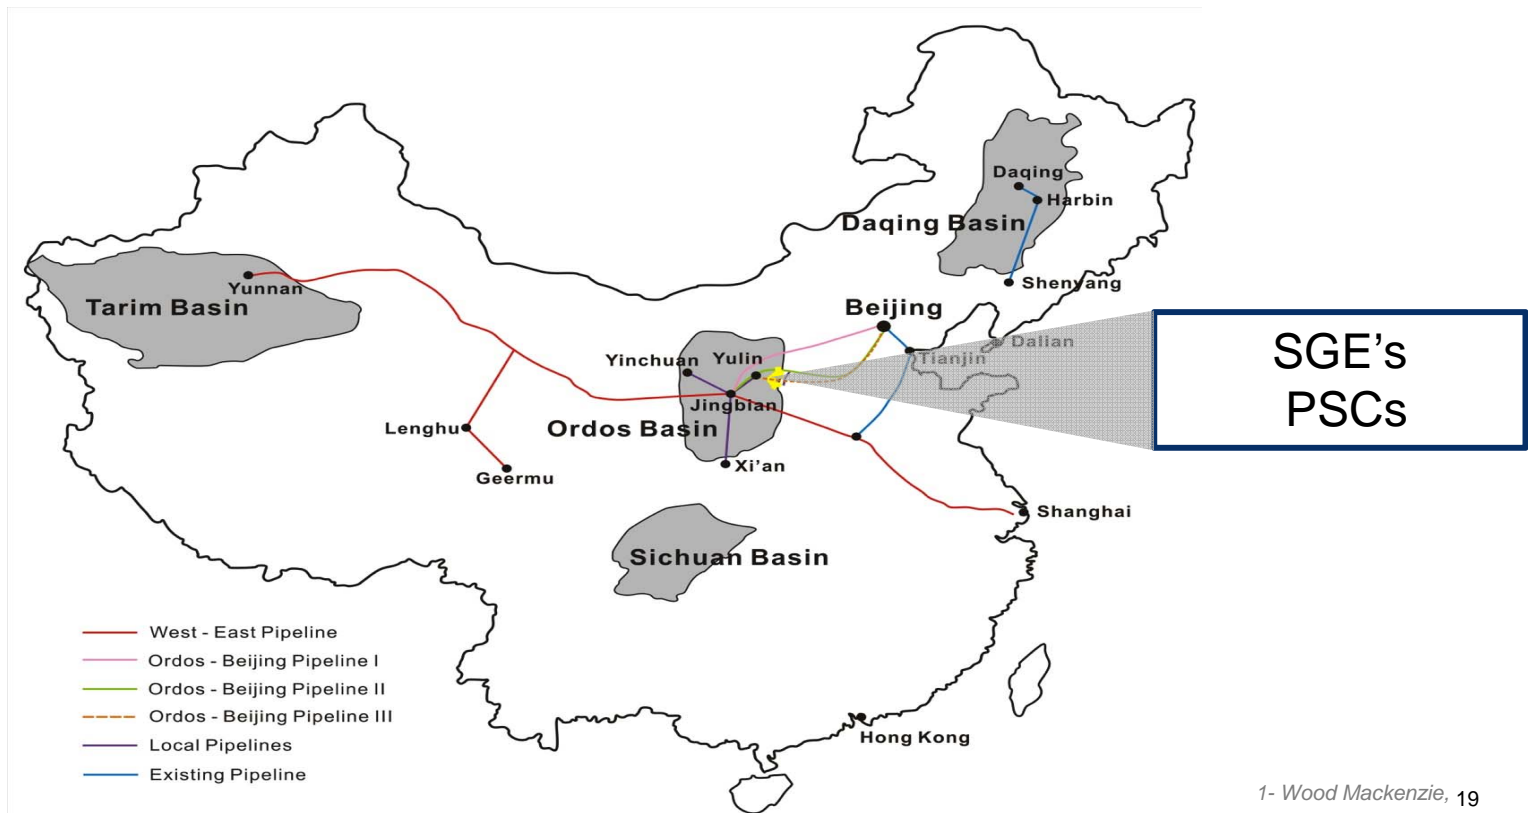 Daqing
Harbin
Daqing Basin
Shenyang
Yunnan
Tarim Basin
Beijing
Dalian
Tianjin
Yinchuan
Yulin
Jingbian
Lenghu
Ordos Basin
Geermu
Xi'an
Shanghai
Sichuan Basin
Hong Kong
SGE’s
PSCs
West - East Pipeline
Ordos - Beijing Pipeline I
Ordos - Beijing Pipeline II
Ordos - Beijing Pipeline III
Local Pipelines
Existing Pipeline
1- Wood Mackenzie, 19